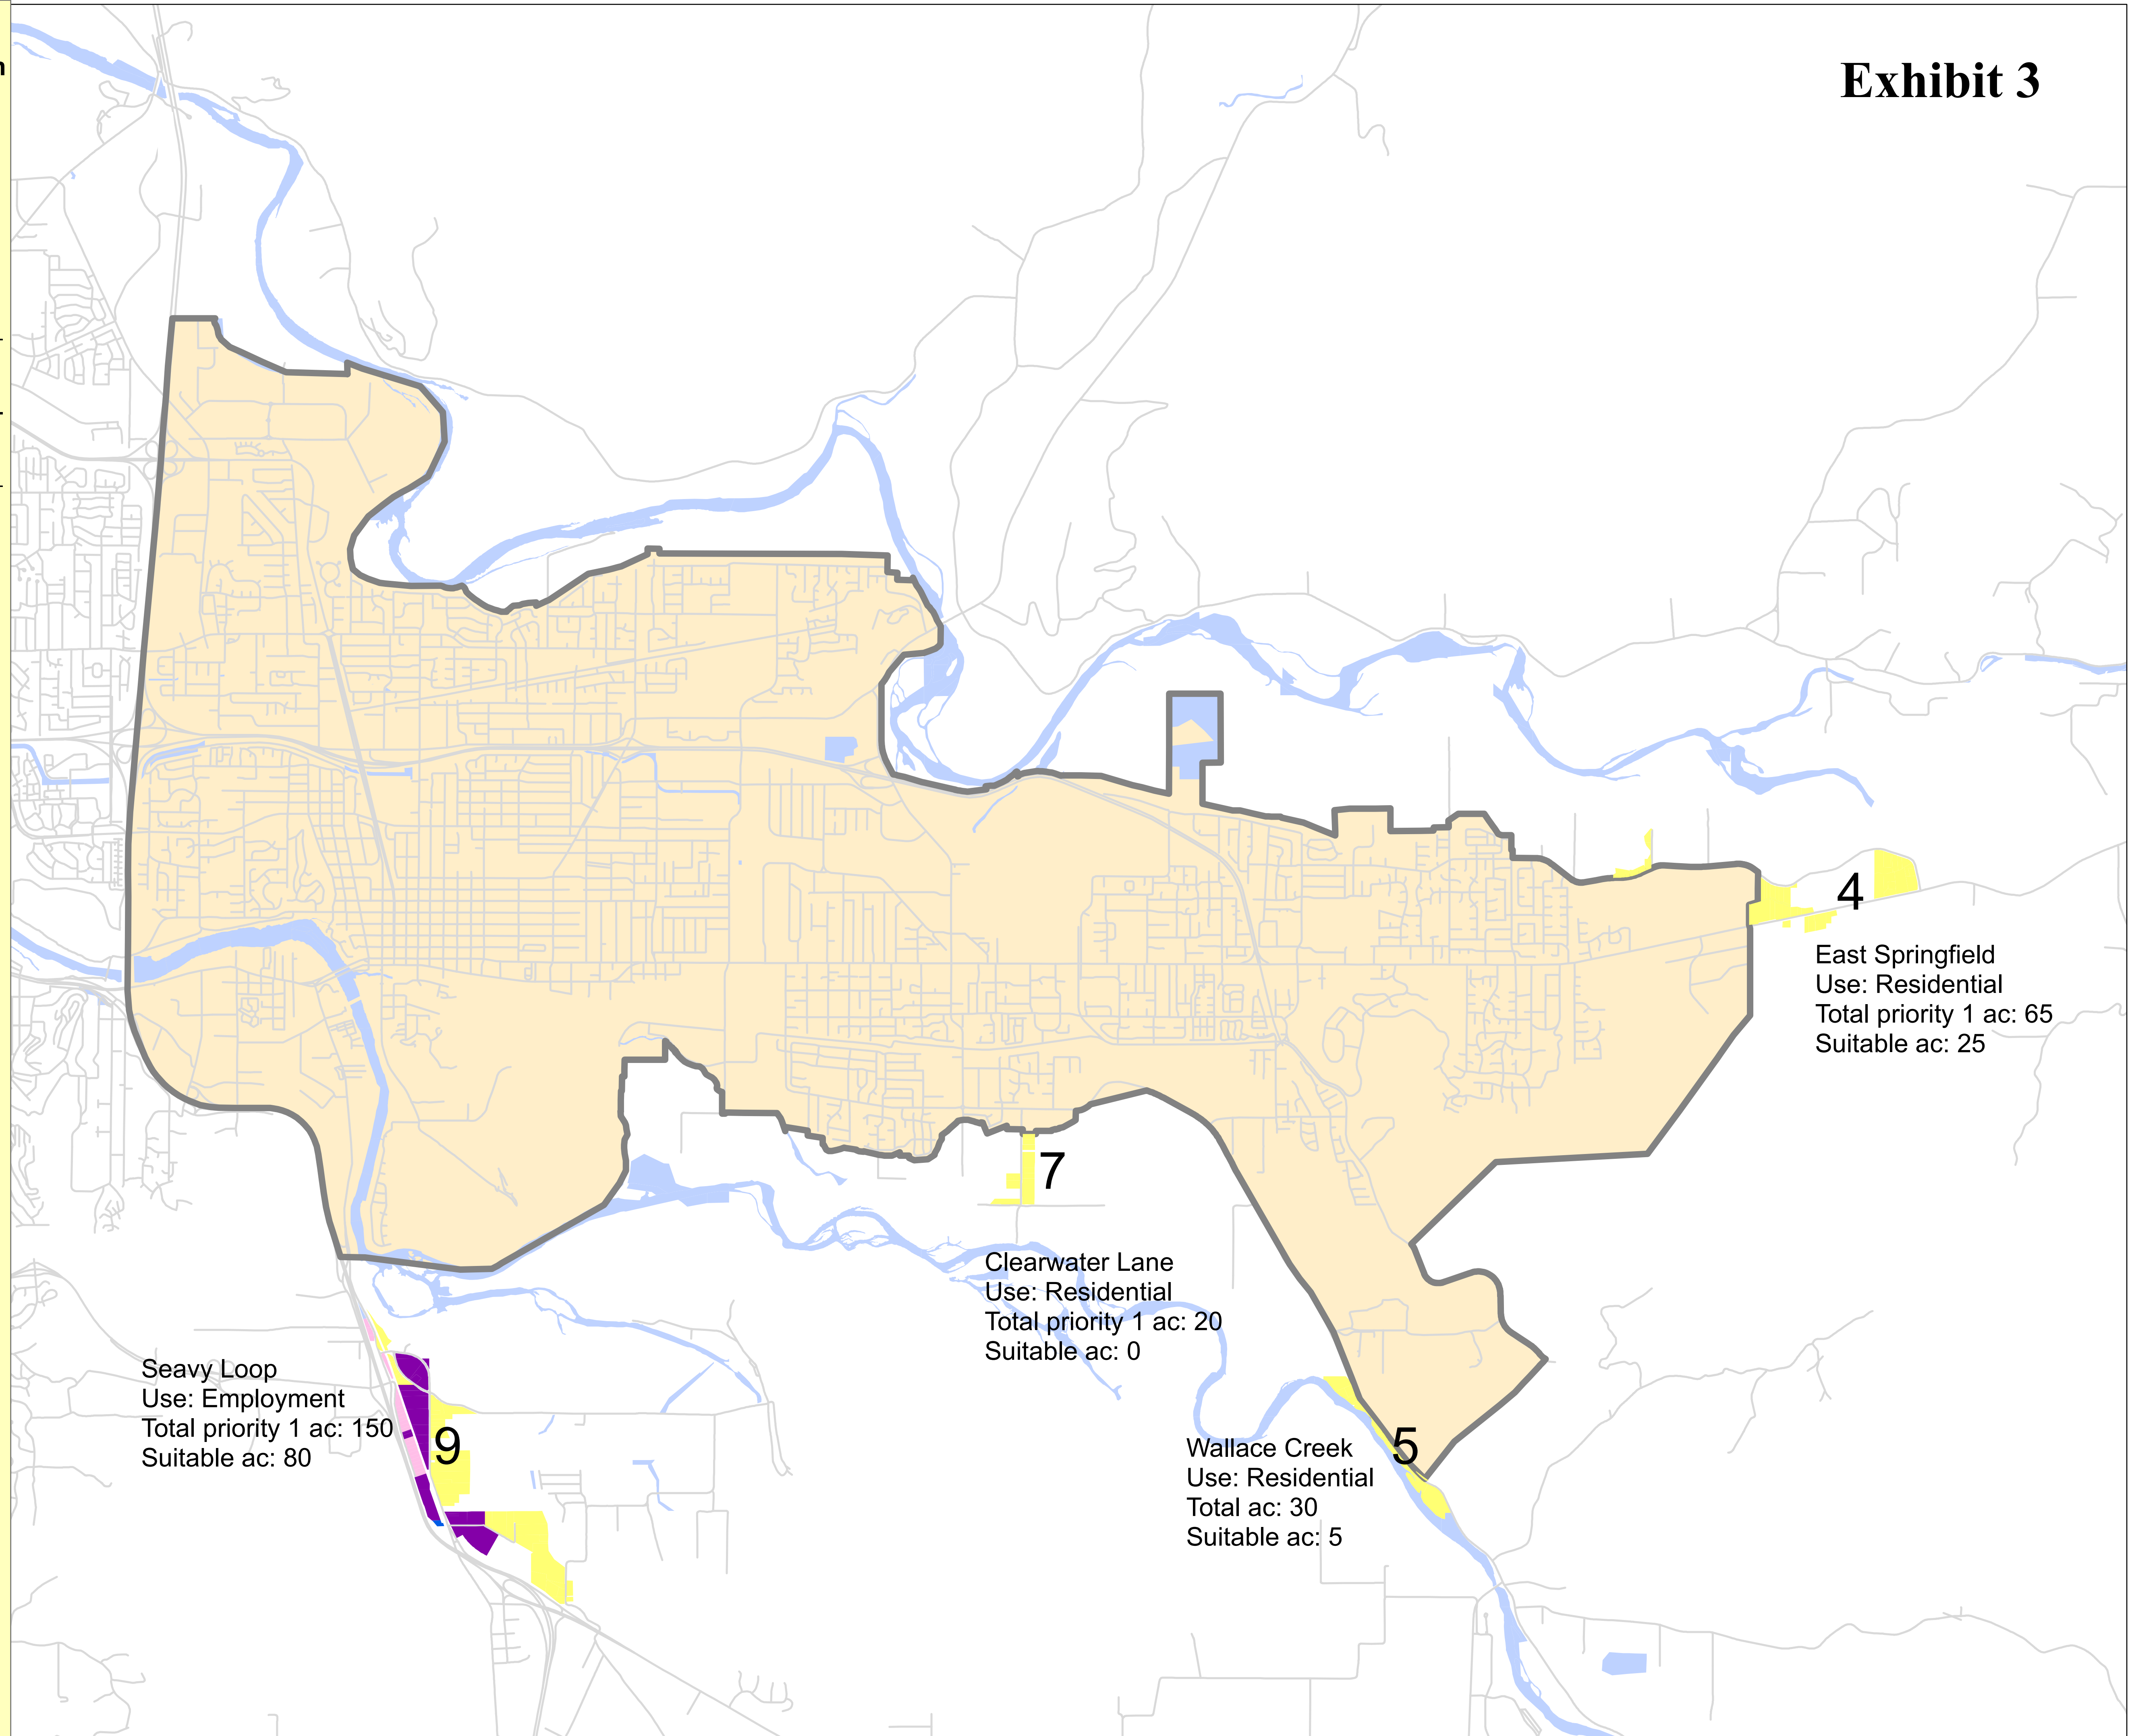 Exhibit 3
4
East Springfield
Use: Residential
Total priority 1 ac: 65
Suitable ac: 25
7
Clearwater Lane
Use: Residential
Total priority 1 ac: 20
Suitable ac: 0
Seavy Loop
Use: Employment
Total priority 1 ac: 150
Suitable ac: 80
9
5
Wallace Creek
Use: Residential
Total ac: 30
Suitable ac: 5